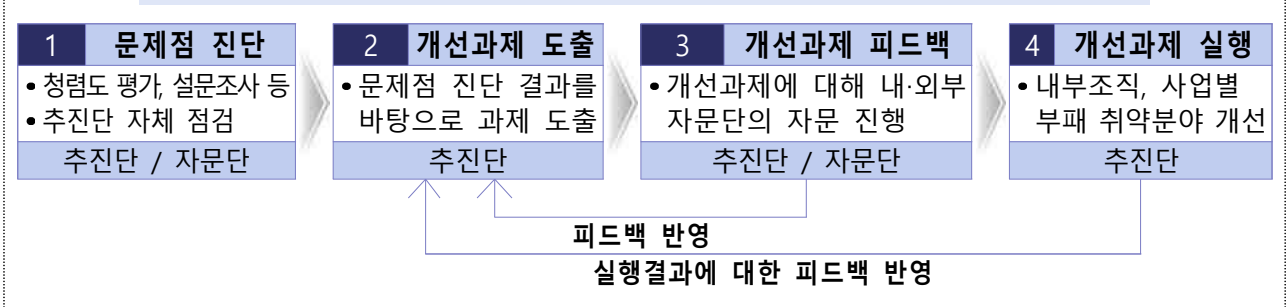 1 문제점 진단
• 청렴도 평가, 설문조사 등
• 추진단 자체 점검
추진단 / 자문단
2 개선과제 도출
• 문제점 진단 결과를
바탕으로 과제 도출
추진단
3 개선과제 피드백
• 개선과제에 대해 내·외부
자문단의 자문 진행
추진단 / 자문단
4 개선과제 실행
• 내부조직, 사업별
부패 취약분야 개선
추진단
피드백 반영
실행결과에 대한 피드백 반영